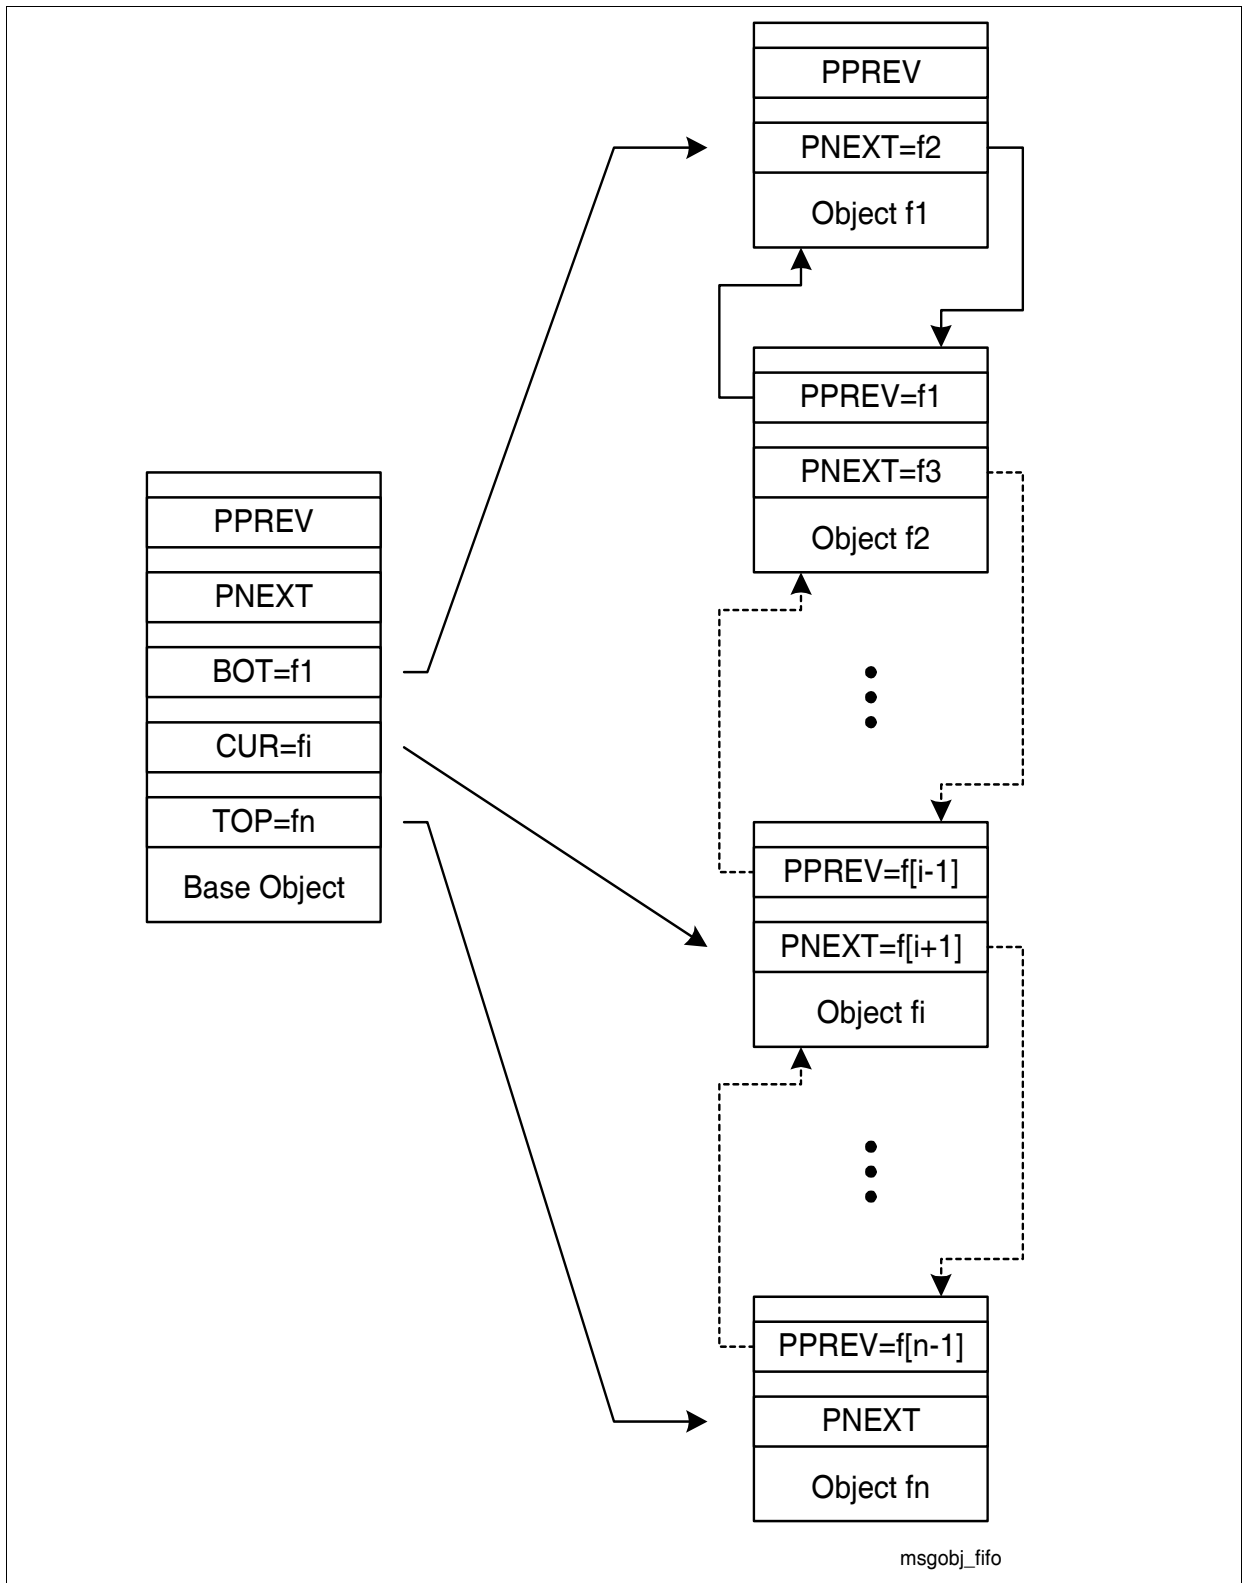 PPREV
PNEXT=f2
Object f1
PPREV=f1
PNEXT=f3
Object f2
PPREV
PNEXT
BOT=f1
CUR=fi
TOP=fn
Base Object
PPREV=f[i-1]
PNEXT=f[i+1]
Object fi
PPREV=f[n-1]
PNEXT
Object fn
msgobj_fifo